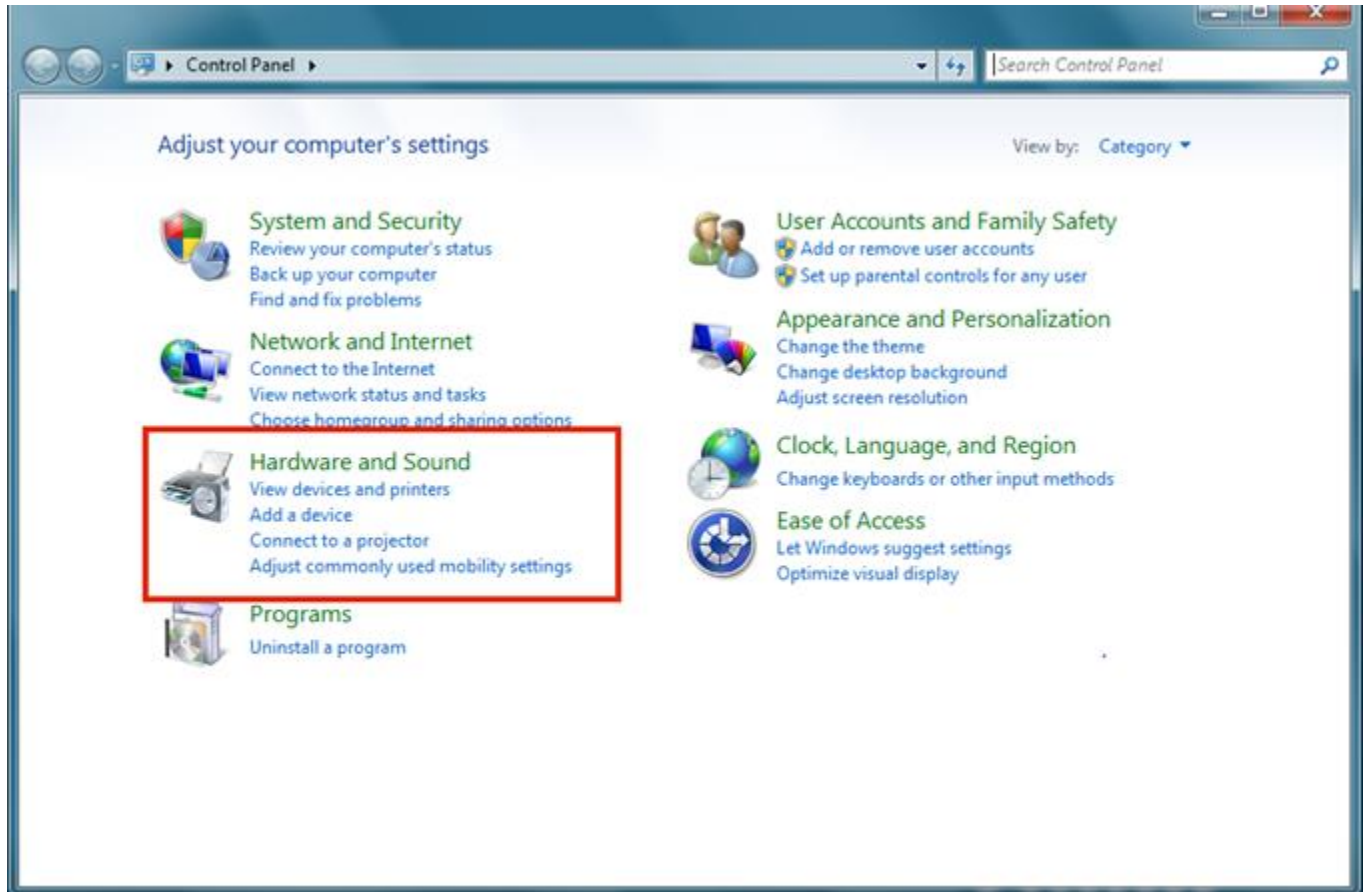 Control Panel
Search Control Panel
Adjust your computer's settings
View by: Category
System and Security
Review your computer's status
Back up your computer
Find and fix problems
Network and Internet
Connect to the Internet
View network status and tasks
Choose homegroup and sharing options
Hardware and Sound
View devices and printers
Add a device
Connect to a projector
Adjust commonly used mobility settings
Programs
Uninstall a program
User Accounts and Family Safety
Add or remove user accounts
Set up parental controls for any user
Appearance and Personalization
Change the theme
Change desktop background
Adjust screen resolution
Clock, Language, and Region
Change keyboards or other input methods
Ease of Access
Let Windows suggest settings
Optimize visual display